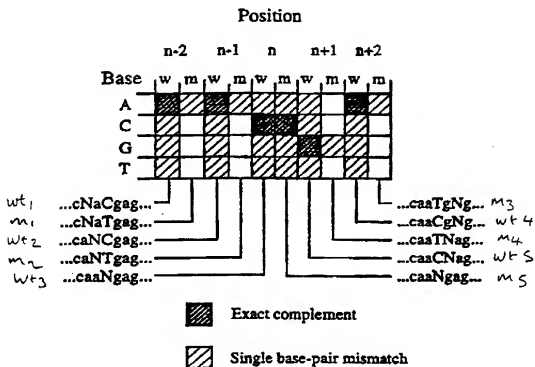 Position
n-2 n-1 n n+1 n+2
Base w m w m w m w m w m
A
C
G
T
wt1 ...cNaCgag...
m1 ...cNaTgag...
wt2 ...caNCgag...
m2 ...caNTgag...
wt3 ...caaNgag...
...caaTgNg... m3
...caaCgNg... wt4
...caaTNag... m4
...caaCNag... wt5
...caaNgag... m5
Exact complement
Single base-pair mismatch